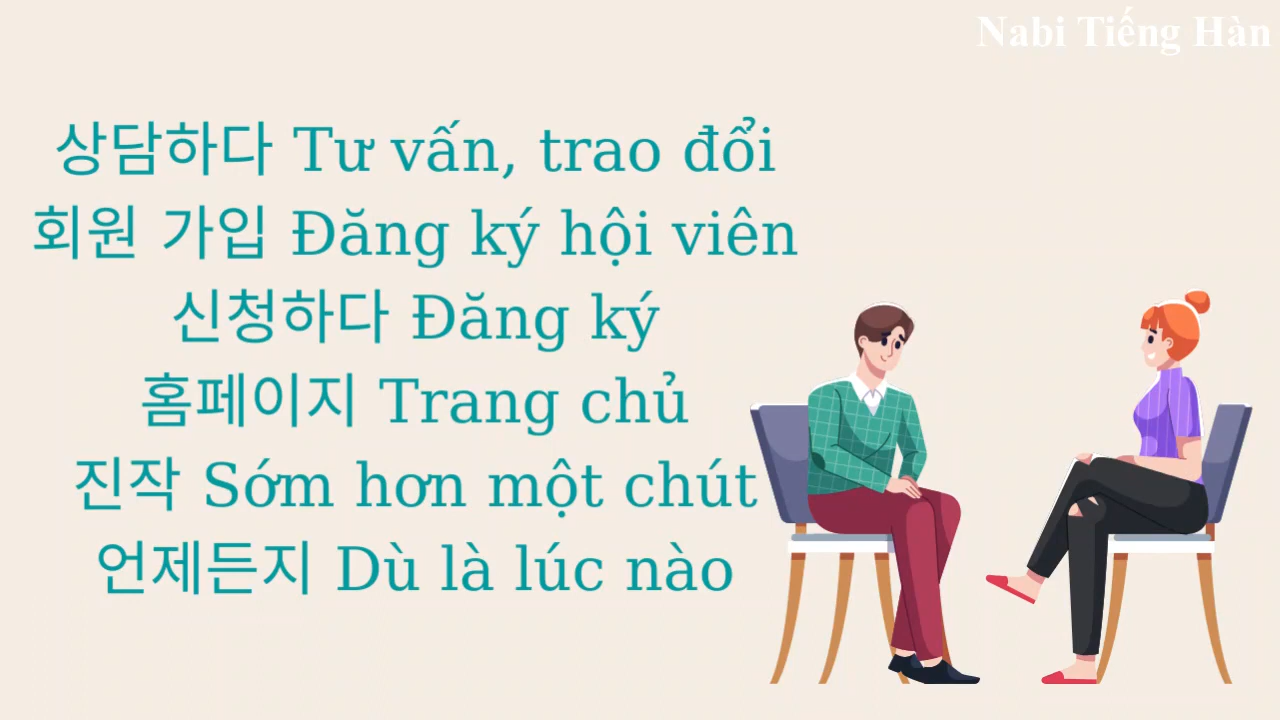 Nabi Tiếng Hàn
상담하다 Tư vấn, trao đổi
회원 가입 Đăng ký hội viên
신청하다 Đăng ký
홈페이지 Trang chủ
진작 Sớm hơn một chút
언제든지 Dù là lúc nào